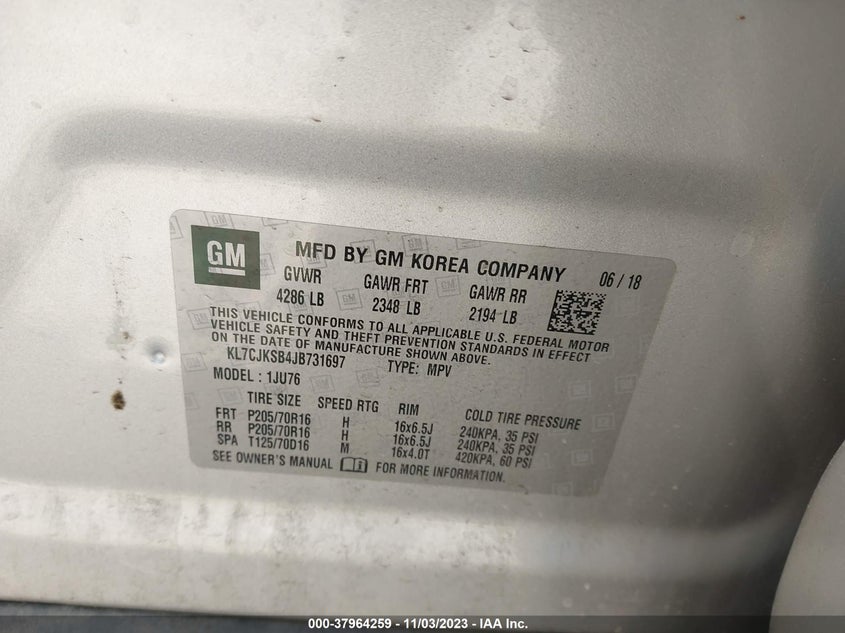 GM
MFD BY GM KOREA COMPANY 06 / 18
GVWR GAWR FRT GAWR RR
4286 LB 2348 LB 2194 LB
THIS VEHICLE CONFORMS TO ALL APPLICABLE U.S. FEDERAL MOTOR
VEHICLE SAFETY AND THEFT PREVENTION STANDARDS IN EFFECT
ON THE DATE OF MANUFACTURE SHOWN ABOVE.
KL7CJKSB4JB731697 TYPE: MPV
MODEL : 1JU76
TIRE SIZE SPEED RTG RIM COLD TIRE PRESSURE
FRT P205/70R16 H 16x6.5J 240KPA, 35 PSI
RR P205/70R16 H 16x6.5J 240KPA, 35 PSI
SPA T125/70D16 M 16x4.0T 420KPA, 60 PSI
SEE OWNER'S MANUAL FOR MORE INFORMATION.
000-37964259 | 11/03/2023 - IAA Inc.